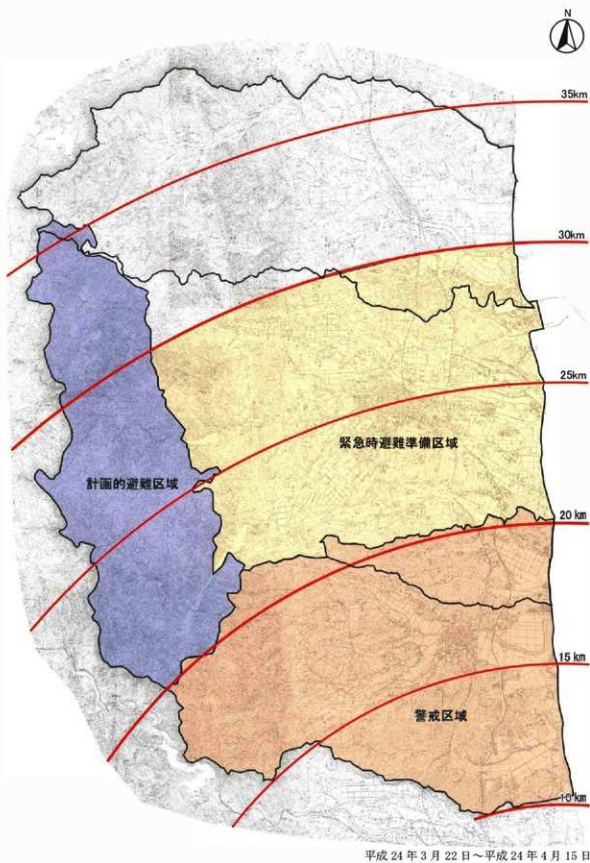 N
35km
30km
25km
緊急時避難準備区域
計画的避難区域
20 km
15 km
警戒区域
10 km
平成 24 年 3 月 22 日～平成 24 年 4 月 15 日